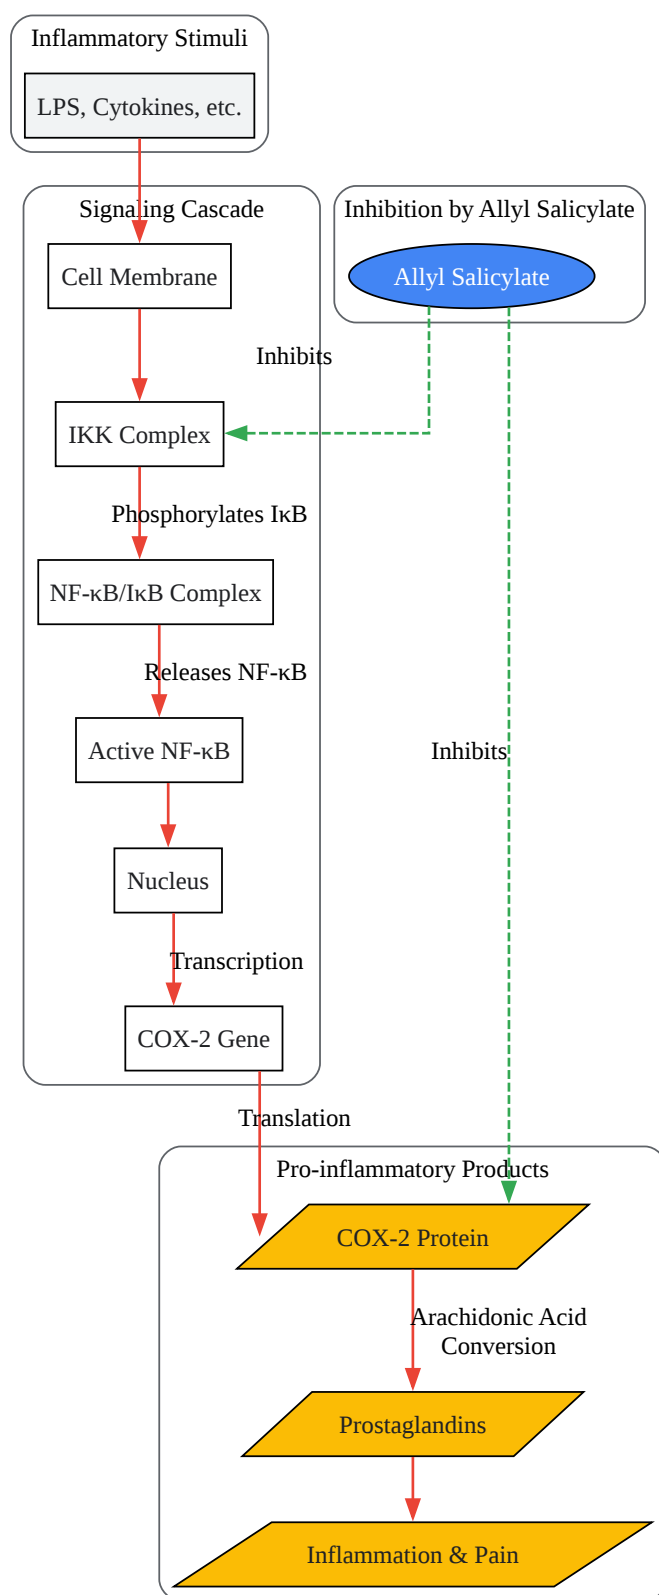 Inflammatory Stimuli
LPS, Cytokines, etc.
Signaling Cascade
Inhibition by Allyl Salicylate
Cell Membrane
Allyl Salicylate
Inhibits
IKK Complex
Phosphorylates IκB
NF-κB/IκB Complex
Releases NF-κB
Active NF-κB
Inhibits
Nucleus
Transcription
COX-2 Gene
Translation
Pro-inflammatory Products
COX-2 Protein
Arachidonic Acid
Conversion
Prostaglandins
Inflammation & Pain